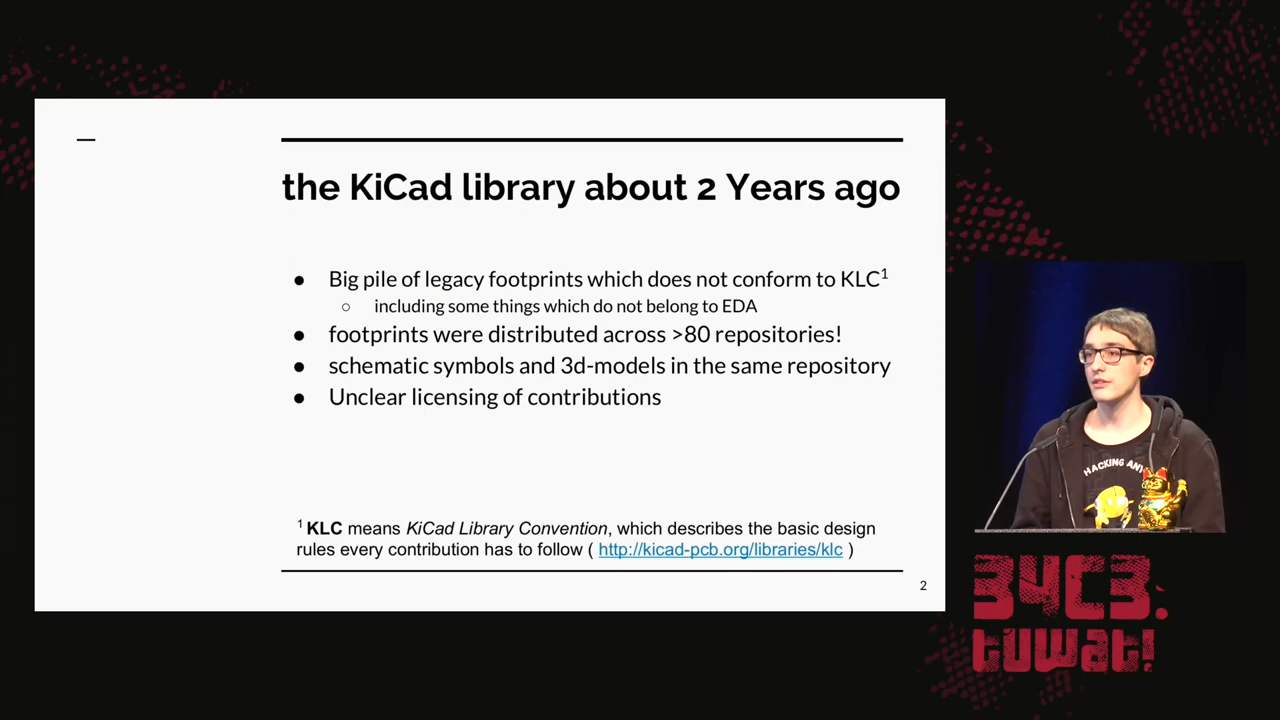 the KiCad library about 2 Years ago
● Big pile of legacy footprints which does not conform to KLC1
○ including some things which do not belong to EDA
● footprints were distributed across >80 repositories!
● schematic symbols and 3d-models in the same repository
● Unclear licensing of contributions
1 KLC means KiCad Library Convention, which describes the basic design
rules every contribution has to follow ( http://kicad-pcb.org/libraries/klc )
2
HACKING ANY
34C3.
tuwat!